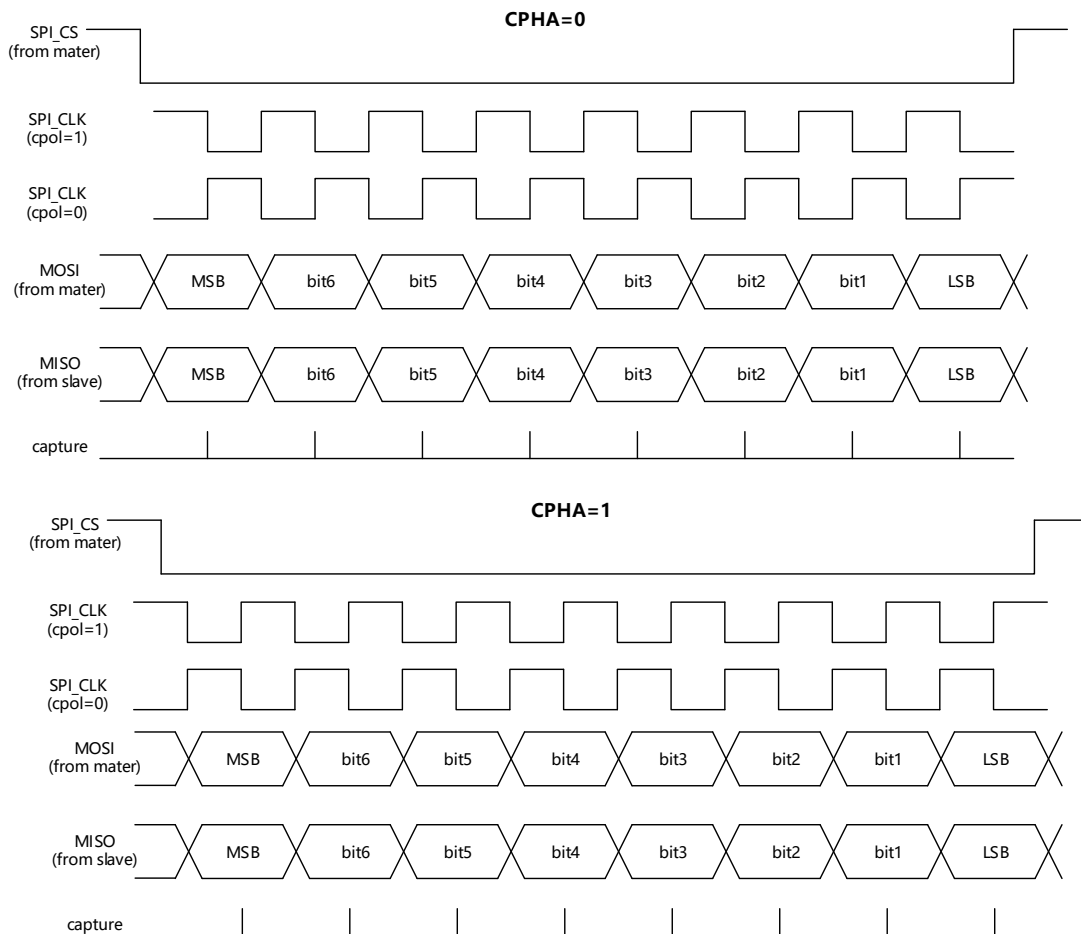 CPHA=0
SPI_CS
(from mater)
SPI_CLK
(cpol=1)
SPI_CLK
(cpol=0)
MOSI
(from mater)
MSB bit6 bit5 bit4 bit3 bit2 bit1 LSB
MISO
(from slave)
MSB bit6 bit5 bit4 bit3 bit2 bit1 LSB
capture
CPHA=1
SPI_CS
(from mater)
SPI_CLK
(cpol=1)
SPI_CLK
(cpol=0)
MOSI
(from mater)
MSB bit6 bit5 bit4 bit3 bit2 bit1 LSB
MISO
(from slave)
MSB bit6 bit5 bit4 bit3 bit2 bit1 LSB
capture